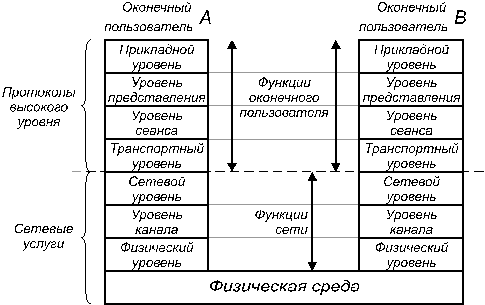 Оконечный
пользователь A
Оконечный
пользователь B
Прикладной
уровень
Уровень
представления
Уровень
сеанса
Транспортный
уровень
Сетевой
уровень
Уровень
канала
Физический
уровень
Протоколы
высокого
уровня
Сетевые
услуги
Функции
оконечного
пользователя
Функции
сети
Прикладной
уровень
Уровень
представления
Уровень
сеанса
Транспортный
уровень
Сетевой
уровень
Уровень
канала
Физический
уровень
Физическая среда